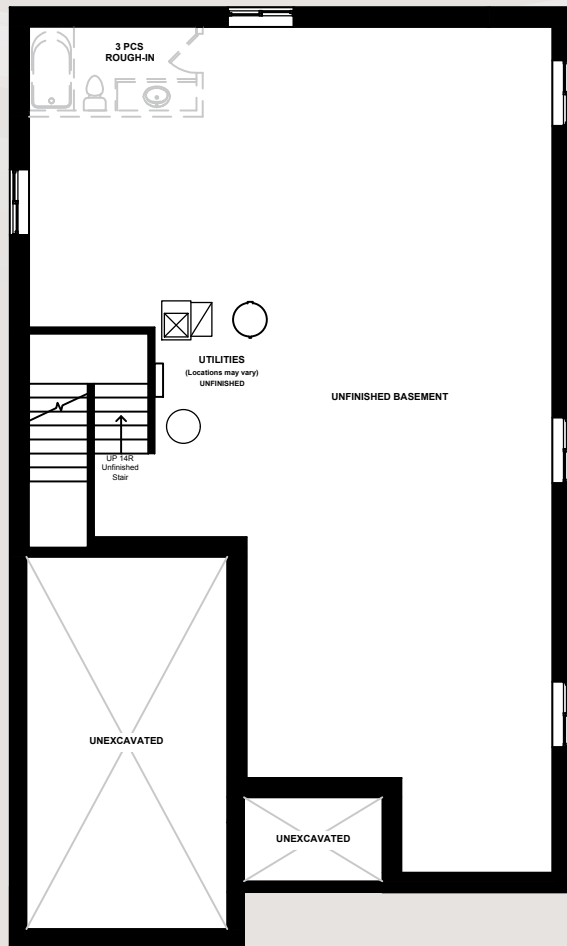 3 PCS
ROUGH-IN
UTILITIES
(Locations may vary)
UNFINISHED
UNFINISHED BASEMENT
UP 14R
Unfinished
Stair
UNEXCAVATED
UNEXCAVATED